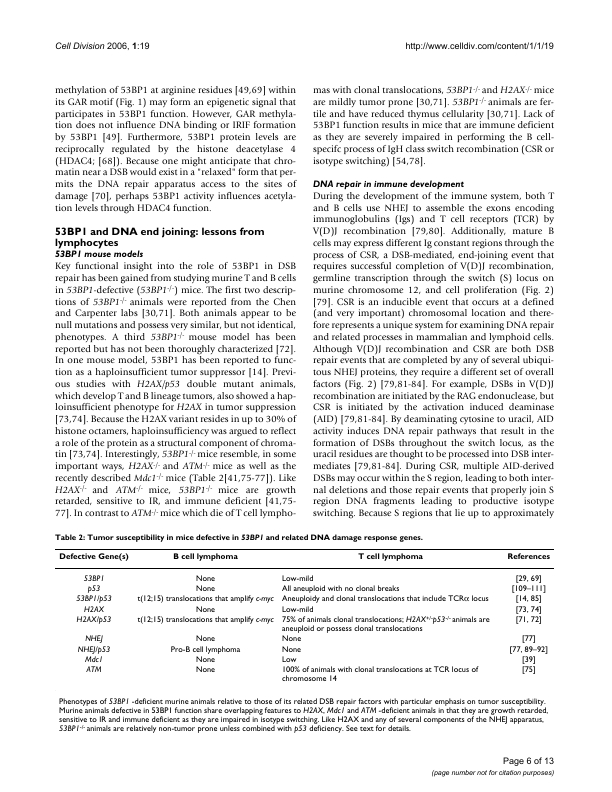 Cell Division 2006, 1:19
http://www.celldiv.com/content/1/1/19
methylation of 53BP1 at arginine residues [49,69] within
its GAR motif (Fig. 1) may form an epigenetic signal that
participates in 53BP1 function. However, GAR methyla-
tion does not influence DNA binding or IRIF formation
by 53BP1 [49]. Furthermore, 53BP1 protein levels are
reciprocally regulated by the histone deacetylase 4
(HDAC4; [68]). Because one might anticipate that chro-
matin near a DSB would exist in a "relaxed" form that per-
mits the DNA repair apparatus access to the sites of
damage [70], perhaps 53BP1 activity influences acetyla-
tion levels through HDAC4 function.
53BP1 and DNA end joining: lessons from
lymphocytes
53BP1 mouse models
Key functional insight into the role of 53BP1 in DSB
repair has been gained from studying murine T and B cells
in 53BP1-defective (53BP1-/-) mice. The first two descrip-
tions of 53BP1-/- animals were reported from the Chen
and Carpenter labs [30,71]. Both animals appear to be
null mutations and possess very similar, but not identical,
phenotypes. A third 53BP1-/- mouse model has been
reported but has not been thoroughly characterized [72].
In one mouse model, 53BP1 has been reported to func-
tion as a haploinsufficient tumor suppressor [14]. Previ-
ous studies with H2AX/p53 double mutant animals,
which develop T and B lineage tumors, also showed a hap-
loinsufficient phenotype for H2AX in tumor suppression
[73,74]. Because the H2AX variant resides in up to 30% of
histone octamers, haploinsufficiency was argued to reflect
a role of the protein as a structural component of chroma-
tin [73,74]. Interestingly, 53BP1-/- mice resemble, in some
important ways, H2AX-/- and ATM-/- mice as well as the
recently described Mdc1-/- mice (Table 2[41,75-77]). Like
H2AX-/- and ATM-/- mice, 53BP1-/- mice are growth
retarded, sensitive to IR, and immune deficient [41,75-
77]. In contrast to ATM-/- mice which die of T cell lympho-
mas with clonal translocations, 53BP1-/- and H2AX-/- mice
are mildly tumor prone [30,71]. 53BP1-/- animals are fer-
tile and have reduced thymus cellularity [30,71]. Lack of
53BP1 function results in mice that are immune deficient
as they are severely impaired in performing the B cell-
specifc process of IgH class switch recombination (CSR or
isotype switching) [54,78].
DNA repair in immune development
During the development of the immune system, both T
and B cells use NHEJ to assemble the exons encoding
immunoglobulins (Igs) and T cell receptors (TCR) by
V(D)J recombination [79,80]. Additionally, mature B
cells may express different Ig constant regions through the
process of CSR, a DSB-mediated, end-joining event that
requires successful completion of V(D)J recombination,
germline transcription through the switch (S) locus on
murine chromosome 12, and cell proliferation (Fig. 2)
[79]. CSR is an inducible event that occurs at a defined
(and very important) chromosomal location and there-
fore represents a unique system for examining DNA repair
and related processes in mammalian and lymphoid cells.
Although V(D)J recombination and CSR are both DSB
repair events that are completed by any of several ubiqui-
tous NHEJ proteins, they require a different set of overall
factors (Fig. 2) [79,81-84]. For example, DSBs in V(D)J
recombination are initiated by the RAG endonuclease, but
CSR is initiated by the activation induced deaminase
(AID) [79,81-84]. By deaminating cytosine to uracil, AID
activity induces DNA repair pathways that result in the
formation of DSBs throughout the switch locus, as the
uracil residues are thought to be processed into DSB inter-
mediates [79,81-84]. During CSR, multiple AID-derived
DSBs may occur within the S region, leading to both inter-
nal deletions and those repair events that properly join S
region DNA fragments leading to productive isotype
switching. Because S regions that lie up to approximately
Table 2: Tumor susceptibility in mice defective in 53BP1 and related DNA damage response genes.
Defective Gene(s) B cell lymphoma T cell lymphoma References
53BP1 None Low-mild [29, 69]
p53 None All aneuploid with no clonal breaks [109–111]
53BP1/p53 t(12;15) translocations that amplify c-myc Aneuploidy and clonal translocations that include TCRα locus [14, 85]
H2AX None Low-mild [73, 74]
H2AX/p53 t(12;15) translocations that amplify c-myc 75% of animals clonal translocations; H2AX+/-p53-/- animals are [71, 72]
aneuploid or possess clonal translocations
NHEJ None None [77]
NHEJ/p53 Pro-B cell lymphoma None [77, 89–92]
Mdc1 None Low [39]
ATM None 100% of animals with clonal translocations at TCR locus of [75]
chromosome 14
Phenotypes of 53BP1 -deficient murine animals relative to those of its related DSB repair factors with particular emphasis on tumor susceptibility.
Murine animals defective in 53BP1 function share overlapping features to H2AX, Mdc1 and ATM -deficient animals in that they are growth retarded,
sensitive to IR and immune deficient as they are impaired in isotype switching. Like H2AX and any of several components of the NHEJ apparatus,
53BP1-/- animals are relatively non-tumor prone unless combined with p53 deficiency. See text for details.
Page 6 of 13
(page number not for citation purposes)